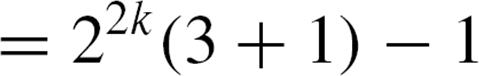 = 2^{2k}(3 + 1) − 1